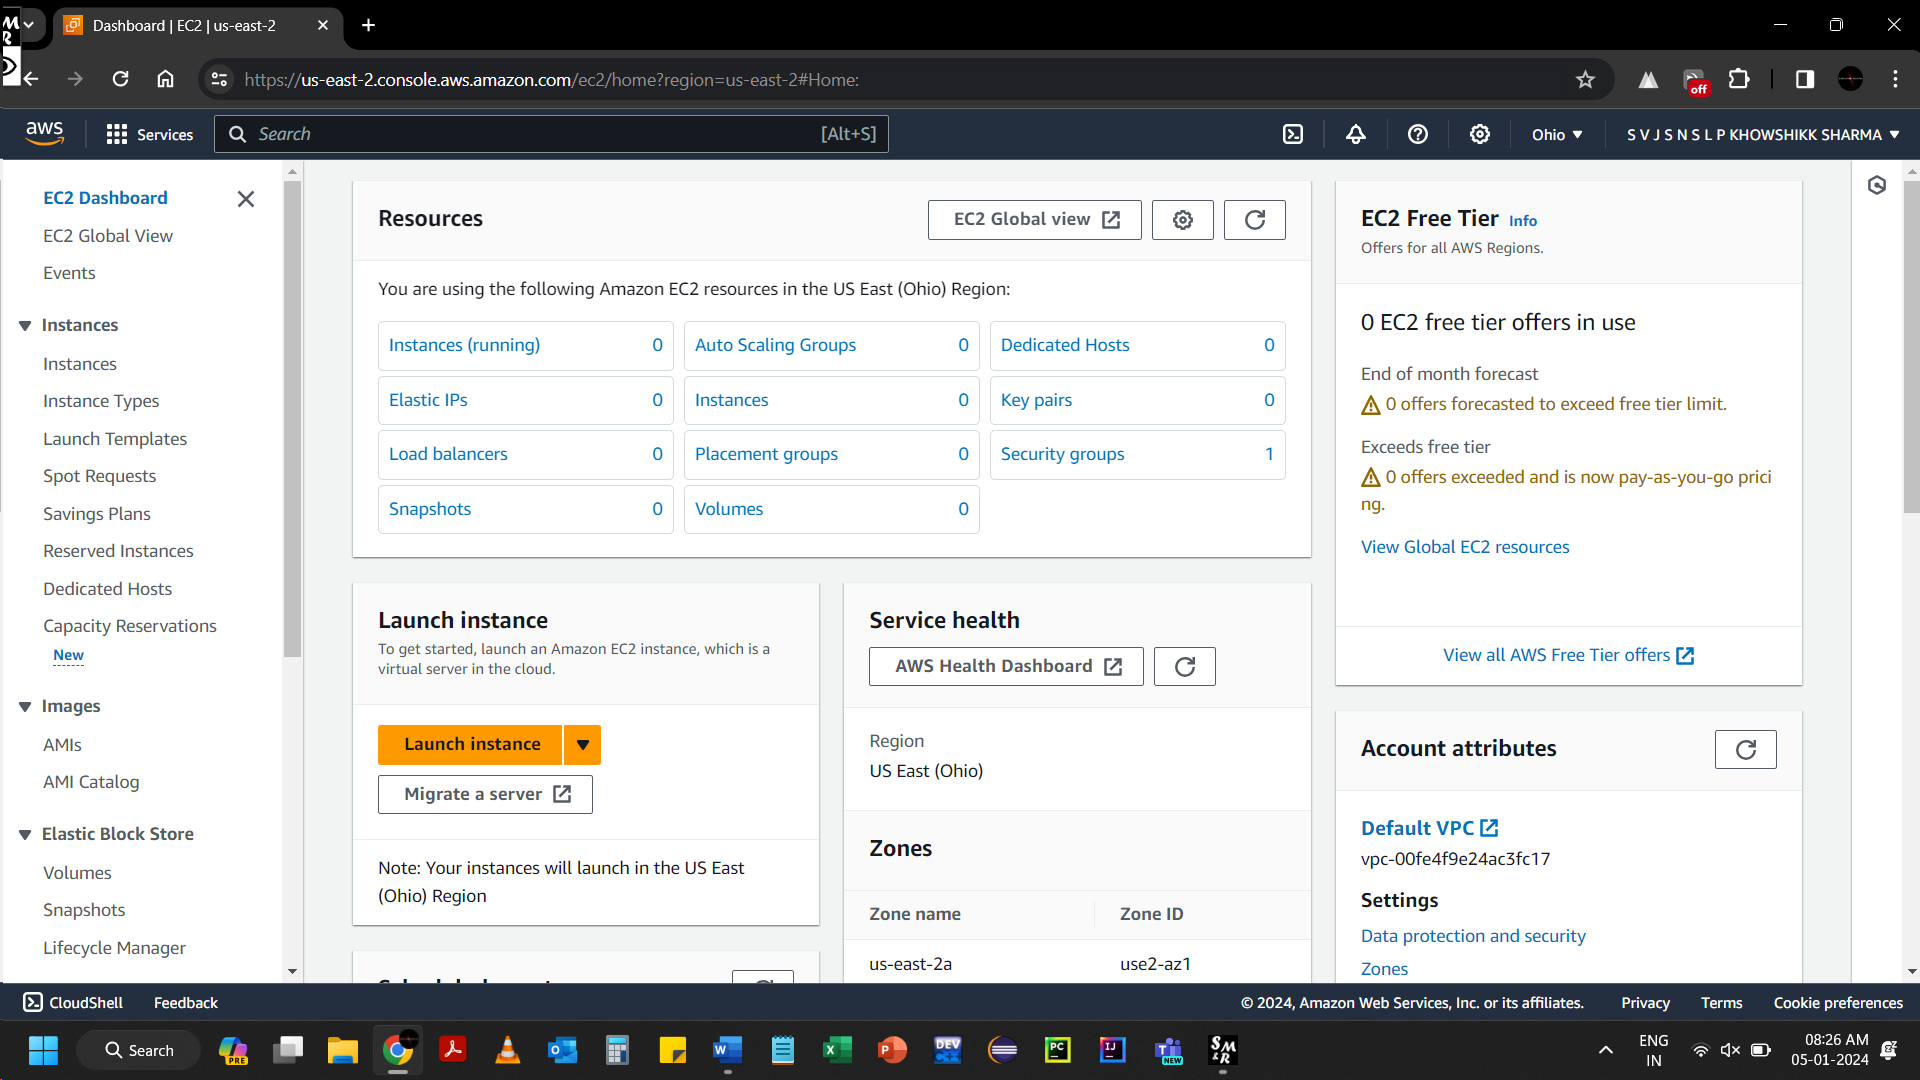 Dashboard | EC2 | us-east-2
https://us-east-2.console.aws.amazon.com/ec2/home?region=us-east-2#Home:
off
aws
Services
Search
[Alt+S]
Ohio
S V J S N S L P KHOWSHIKK SHARMA
EC2 Dashboard
EC2 Global View
Events
Instances
Instances
Instance Types
Launch Templates
Spot Requests
Savings Plans
Reserved Instances
Dedicated Hosts
Capacity Reservations
New
Images
AMIs
AMI Catalog
Elastic Block Store
Volumes
Snapshots
Lifecycle Manager
Resources
EC2 Global view
You are using the following Amazon EC2 resources in the US East (Ohio) Region:
Instances (running) 0
Auto Scaling Groups 0
Dedicated Hosts 0
Elastic IPs 0
Instances 0
Key pairs 0
Load balancers 0
Placement groups 0
Security groups 1
Snapshots 0
Volumes 0
Launch instance
To get started, launch an Amazon EC2 instance, which is a
virtual server in the cloud.
Launch instance
Migrate a server
Note: Your instances will launch in the US East
(Ohio) Region
Service health
AWS Health Dashboard
Region
US East (Ohio)
Zones
Zone name Zone ID
us-east-2a use2-az1
EC2 Free Tier Info
Offers for all AWS Regions.
0 EC2 free tier offers in use
End of month forecast
0 offers forecasted to exceed free tier limit.
Exceeds free tier
0 offers exceeded and is now pay-as-you-go prici
ng.
View Global EC2 resources
View all AWS Free Tier offers
Account attributes
Default VPC
vpc-00fe4f9e24ac3fc17
Settings
Data protection and security
Zones
CloudShell
Feedback
© 2024, Amazon Web Services, Inc. or its affiliates.
Privacy
Terms
Cookie preferences
Search
PRE
DEV
PC
IJ
NEW
ENG
IN
08:26 AM
05-01-2024